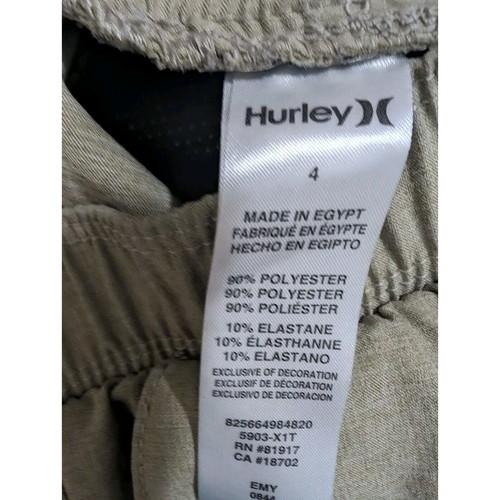 Hurley
4
MADE IN EGYPT
FABRIQUÉ EN ÉGYPTE
HECHO EN EGIPTO
90% POLYESTER
90% POLYESTER
90% POLIÉSTER
10% ELASTANE
10% ÉLASTHANNE
10% ELASTANO
EXCLUSIVE OF DECORATION
EXCLUSIF DE DÉCORATION
EXCLUSIVO DE DECORACION
825664984820
5903-X1T
RN #81917
CA #18702
EMY
0844